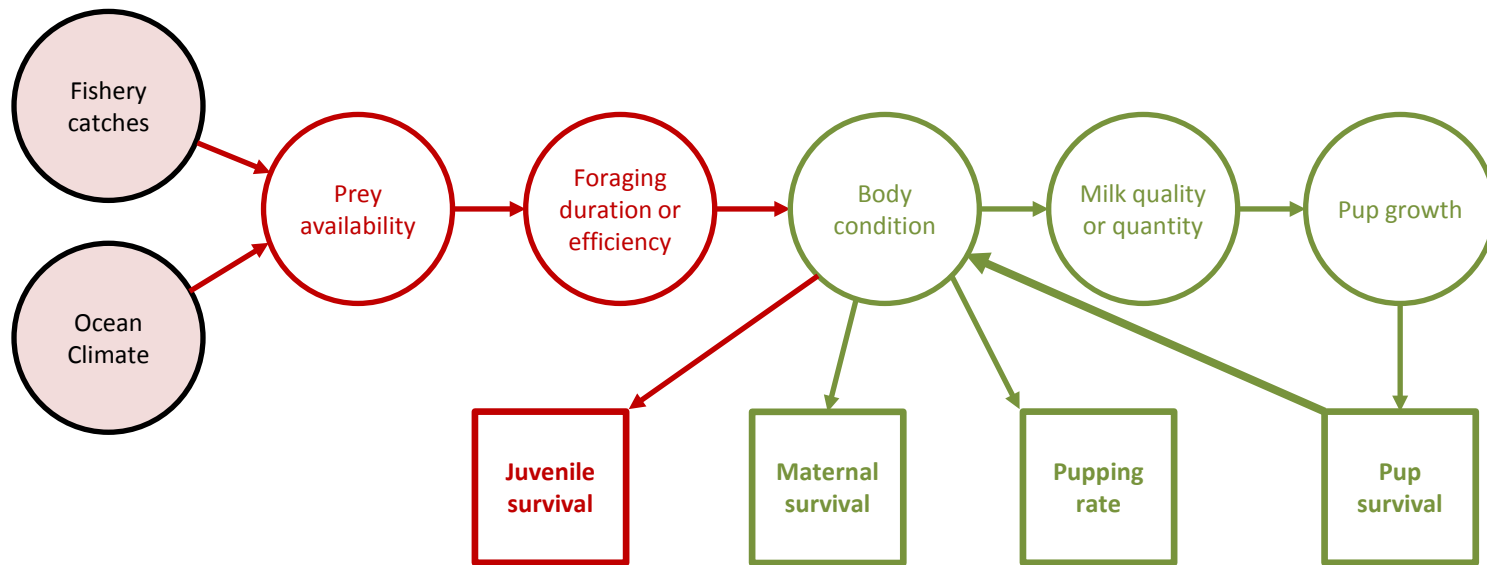 Fishery
catches
Ocean
Climate
Prey
availability
Foraging
duration or
efficiency
Body
condition
Milk quality
or quantity
Pup growth
Juvenile
survival
Maternal
survival
Pupping
rate
Pup
survival